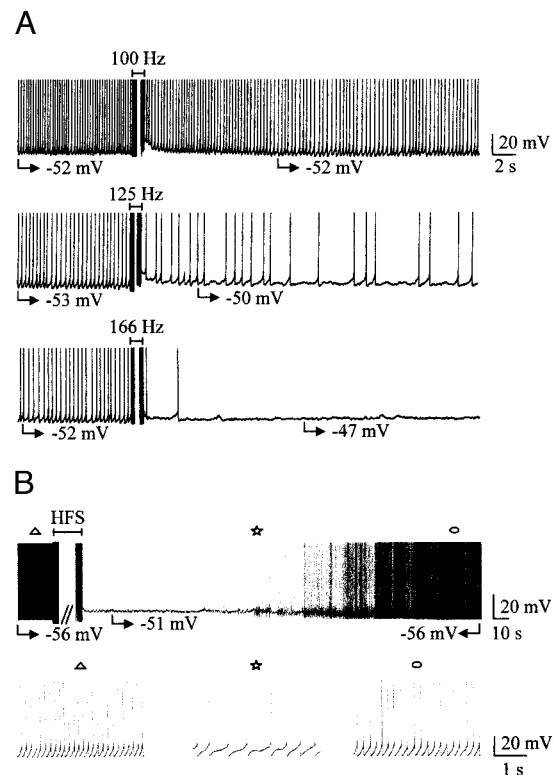 A
100 Hz
-52 mV
-52 mV
20 mV
2 s
125 Hz
-53 mV
-50 mV
166 Hz
-52 mV
-47 mV
B
HFS
-56 mV
-51 mV
-56 mV
20 mV
10 s
20 mV
1 s